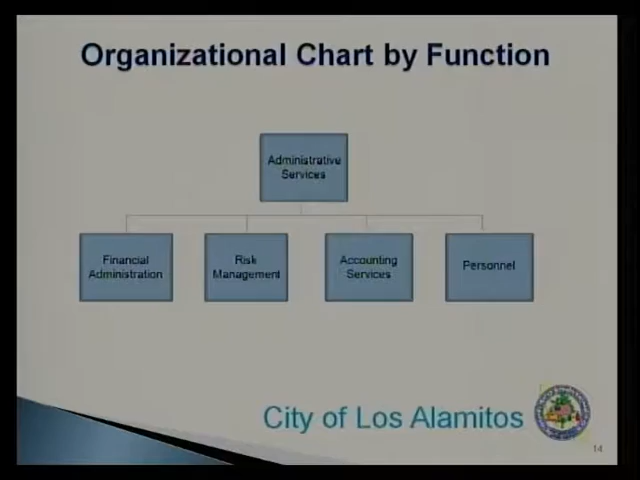 Organizational Chart by Function
Administrative
Services
Financial
Administration
Risk
Management
Accounting
Services
Personnel
City of Los Alamitos
14